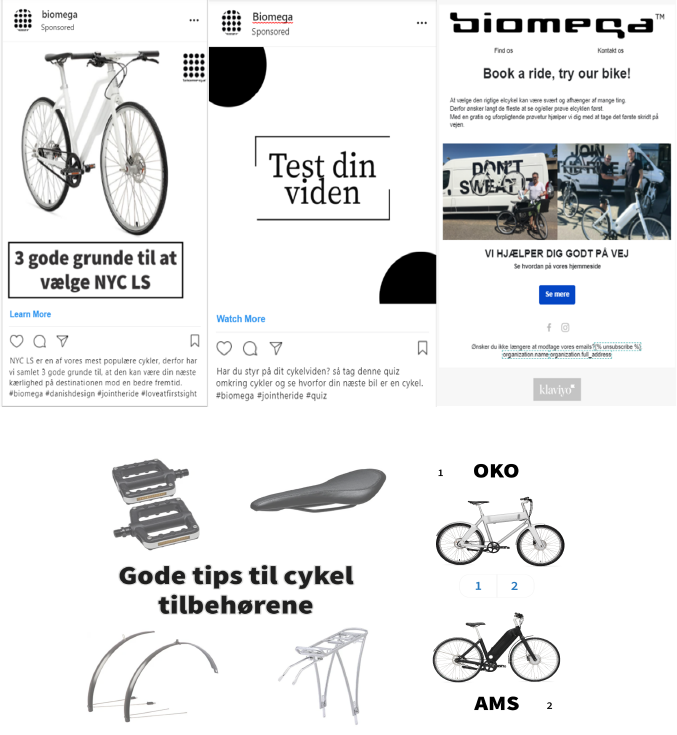 biomega
Sponsored
3 gode grunde til at
vælge NYC LS
Learn More
NYC LS er en af vores mest populære cykler, derfor har
vi samlet 3 gode grunde til, at den kan være din næste
kærlighed på destinationen mod en bedre fremtid.
#biomega #danishdesign #jointheride #loveatfirstsight
Biomega
Sponsored
Test din
viden
Watch More
Har du styr på dit cykelviden? så tag denne quiz
omkring cykler og se hvorfor din næste bil er en cykel.
#biomega #jointheride #quiz
biomega™
Find os Kontakt os
Book a ride, try our bike!
At vælge den rigtige elcykel kan være svært og afhænger af mange ting.
Derfor ønsker langt de fleste at se og/eller prøve elcyklen først.
Med en gratis og uforpligtende prøvetur hjælper vi dig med at tage det første skridt på
vejen.
DON'T
SWEAT IT
JOIN
VI HJÆLPER DIG GODT PÅ VEJ
Se hvordan på vores hjemmeside
Se mere
Ønsker du ikke længere at modtage vores emails?{% unsubscribe %}.
organization.name organization.full_address
klaviyo
Gode tips til cykel
tilbehørene
1 OKO
1 2
AMS 2